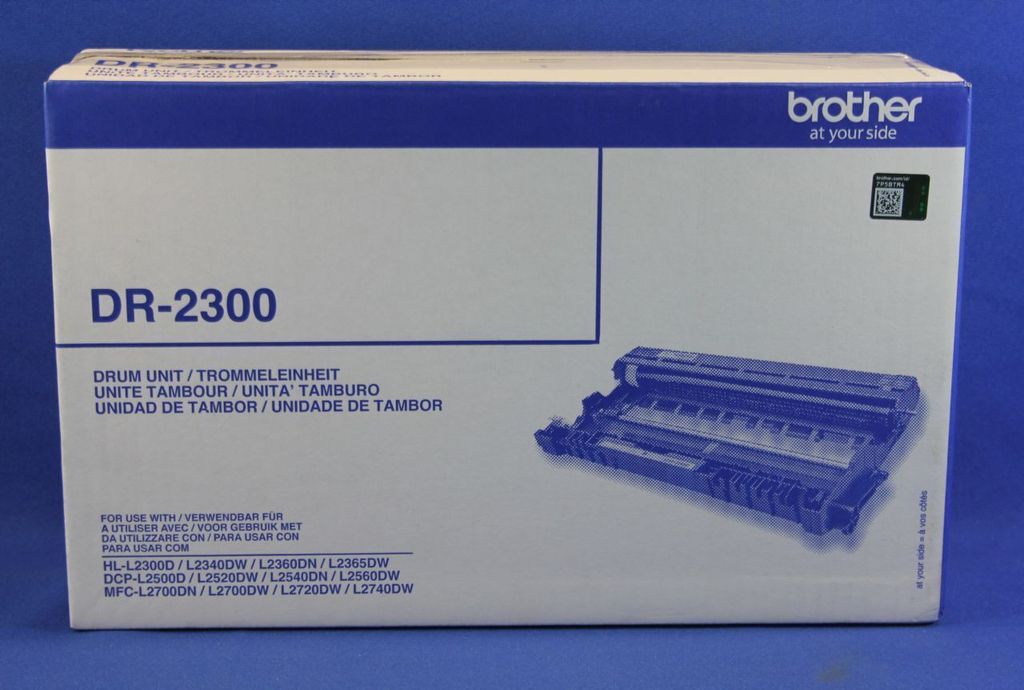 DR-2300
brother
at your side
brother.com/id/
7P5BTM4
DR-2300
DRUM UNIT / TROMMELEINHEIT
UNITE TAMBOUR / UNITA' TAMBURO
UNIDAD DE TAMBOR / UNIDADE DE TAMBOR
FOR USE WITH / VERWENDBAR FÜR
A UTILISER AVEC / VOOR GEBRUIK MET
DA UTILIZZARE CON / PARA USAR CON
PARA USAR COM
HL-L2300D / L2340DW / L2360DN / L2365DW
DCP-L2500D / L2520DW / L2540DN / L2560DW
MFC-L2700DN / L2700DW / L2720DW / L2740DW
at your side = à vos côtés